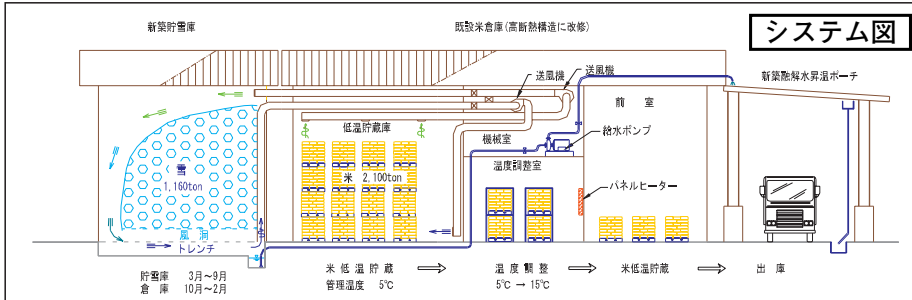 システム図
新築貯雪庫
既設米倉庫(高断熱構造に改修)
送風機
送風機
新築融解水昇温ポーチ
前 室
低温貯蔵庫
機械室
給水ポンプ
温度調整室
雪
1,160ton
米 2,100ton
パネルヒーター
風洞
トレンチ
貯雪庫 3月~9月
倉 庫 10月~2月
米低温貯蔵
管理温度 5℃
温度調整
5℃ → 15℃
米低温貯蔵
出 庫